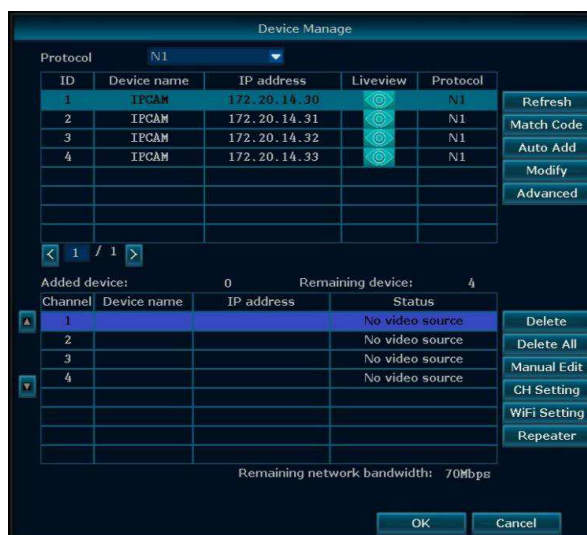 Device Manage
Protocol N1
ID Device name IP address Liveview Protocol
1 IPCAM 172.20.14.30 N1
2 IPCAM 172.20.14.31 N1
3 IPCAM 172.20.14.32 N1
4 IPCAM 172.20.14.33 N1
Refresh
Match Code
Auto Add
Modify
Advanced
< 1 / 1 >
Added device: 0 Remaining device: 4
Channel Device name IP address Status
1 No video source
2 No video source
3 No video source
4 No video source
Delete
Delete All
Manual Edit
CH Setting
WiFi Setting
Repeater
Remaining network bandwidth: 70Mbps
OK Cancel